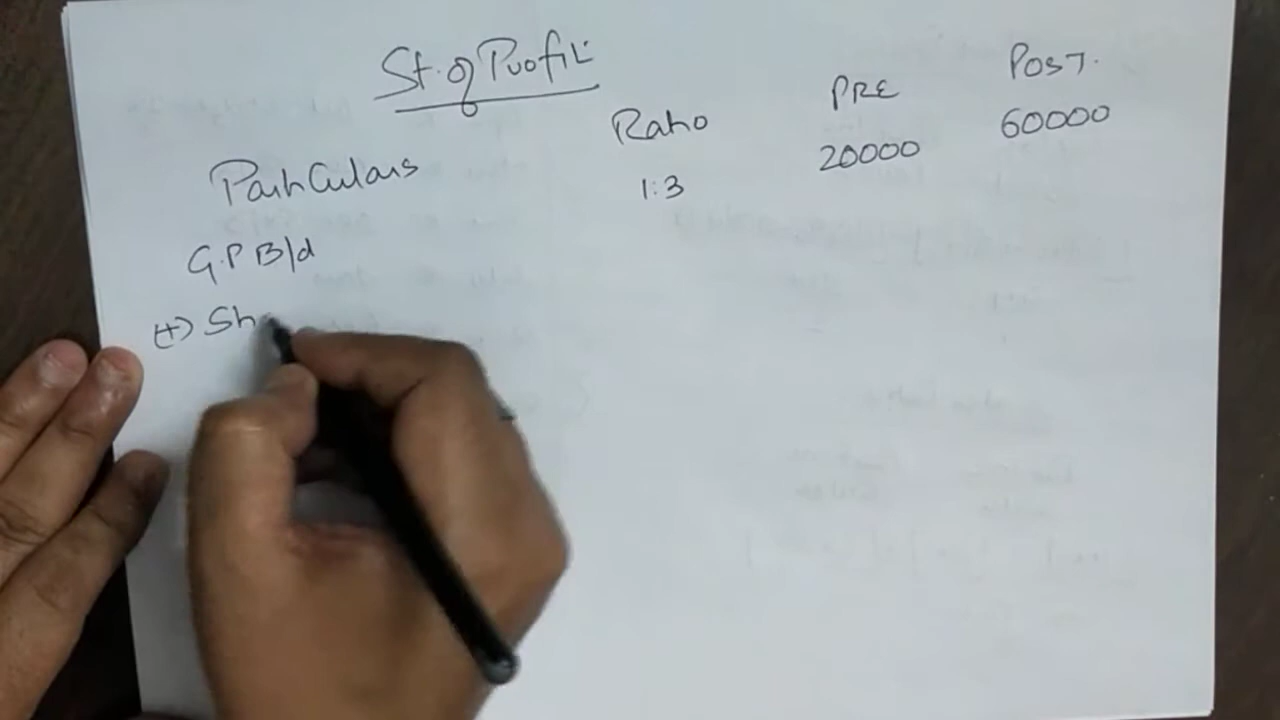 St. of Profit
Particulars Ratio PRE POST.
G.P B/d 1:3 20000 60000
(+) Sh